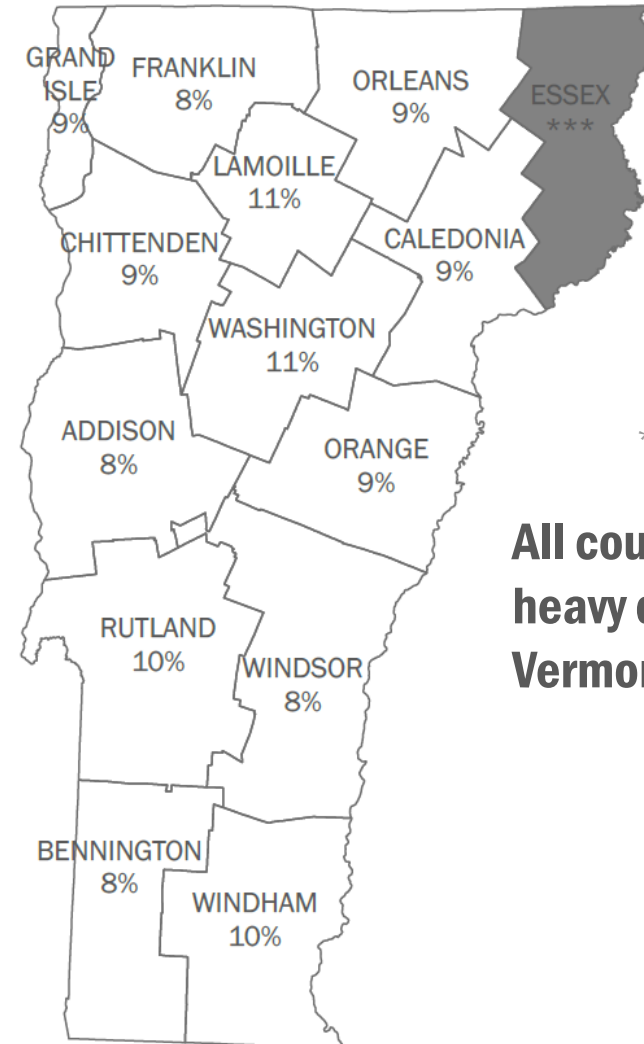 GRAND
ISLE
9%
FRANKLIN
8%
ORLEANS
9%
ESSEX
***
LAMOILLE
11%
CHITTENDEN
9%
CALEDONIA
9%
WASHINGTON
11%
ADDISON
8%
ORANGE
9%
All cou
heavy
Vermon
RUTLAND
10%
WINDSOR
8%
BENNINGTON
8%
WINDHAM
10%